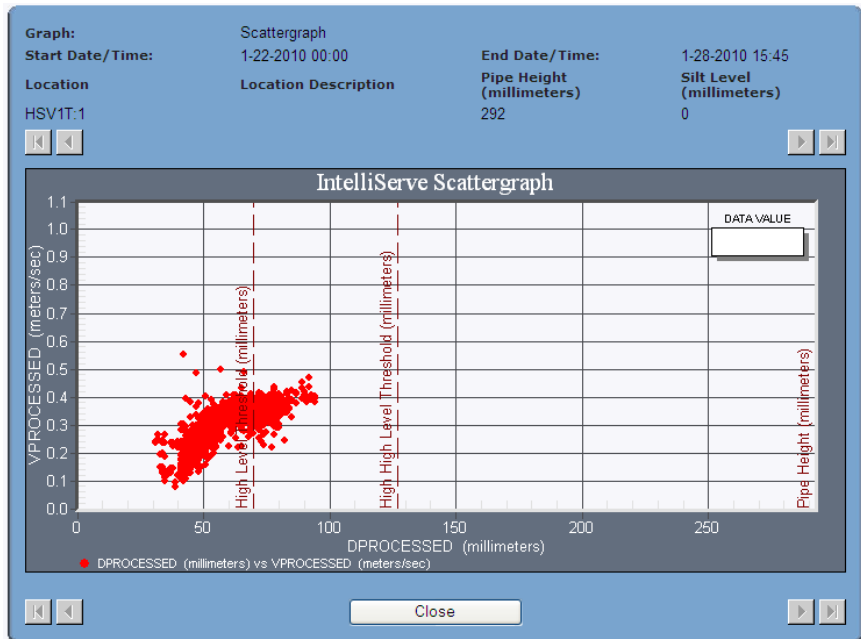 Graph: Scattergraph
Start Date/Time: 1-22-2010 00:00 End Date/Time: 1-28-2010 15:45
Location Location Description Pipe Height (millimeters) Silt Level (millimeters)
HSV1T:1 292 0
IntelliServe Scattergraph
DATA VALUE
VPROCESSED (meters/sec)
1.1
1.0
0.9
0.8
0.7
0.6
0.5
0.4
0.3
0.2
0.1
0.0
High Level Threshold (millimeters)
High High Level Threshold (millimeters)
Pipe Height (millimeters)
0 50 100 150 200 250
DPROCESSED (millimeters)
DPROCESSED (millimeters) vs VPROCESSED (meters/sec)
Close